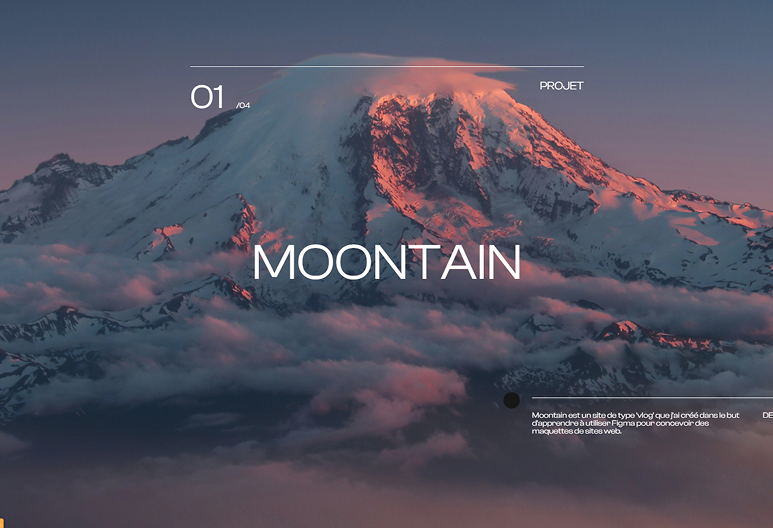 01 /04
PROJET
MOONTAIN
Moontain est un site de type 'vlog' que j'ai créé dans le but
d'apprendre à utiliser Figma pour concevoir des
maquettes de sites web.
DE